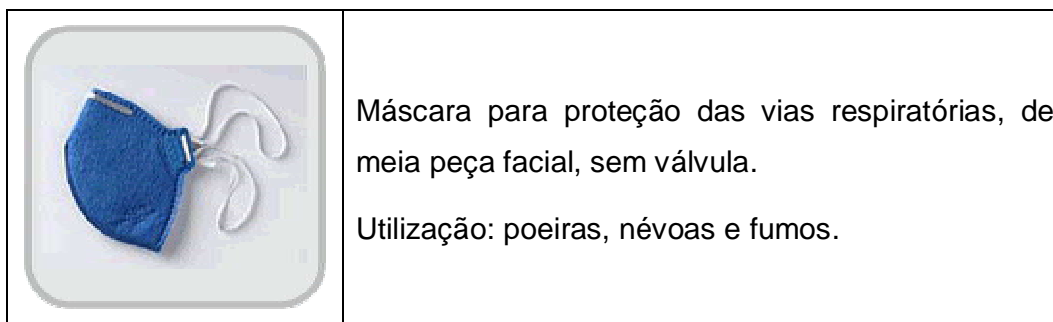 Máscara para proteção das vias respiratórias, de
meia peça facial, sem válvula.
Utilização: poeiras, névoas e fumos.